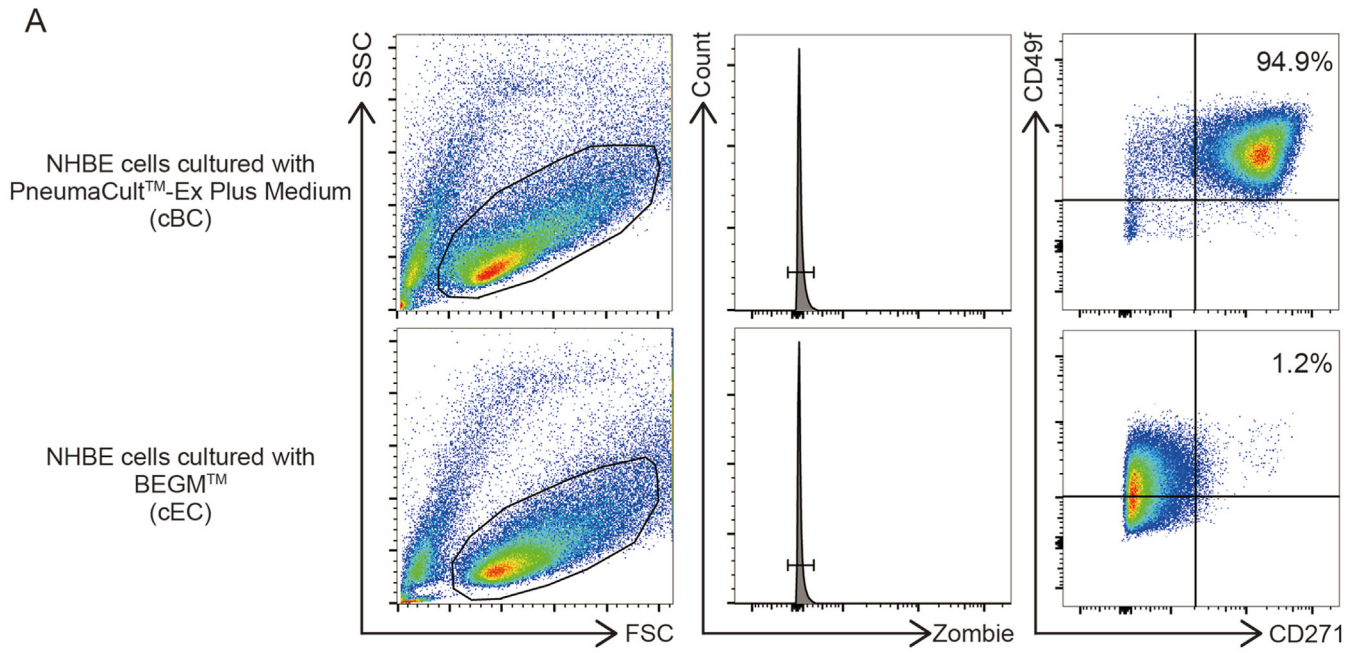 A
SSC
Count
CD49f
94.9%
NHBE cells cultured with
PneumaCult™-Ex Plus Medium
(cBC)
1.2%
NHBE cells cultured with
BEGM™
(cEC)
FSC
Zombie
CD271